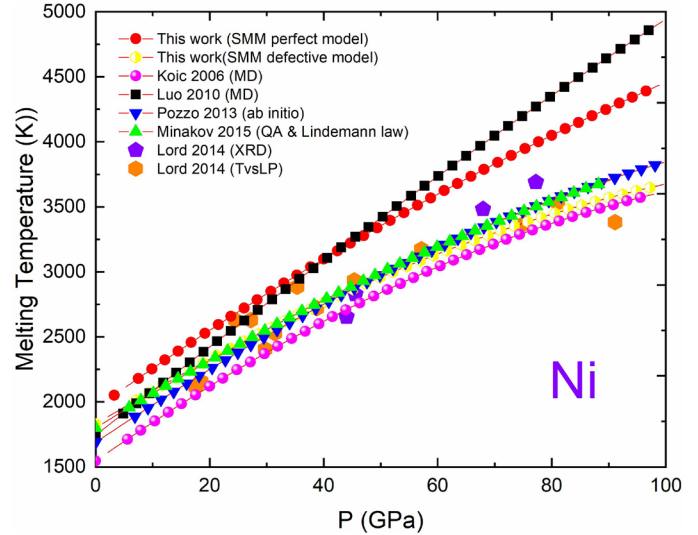 5000
4500
4000
3500
3000
2500
2000
1500
Melting Temperature (K))
This work (SMM perfect model)
This work(SMM defective model)
Koic 2006 (MD)
Luo 2010 (MD)
Pozzo 2013 (ab initio)
Minakov 2015 (QA & Lindemann law)
Lord 2014 (XRD)
Lord 2014 (TvsLP)
Ni
0 20 40 60 80 100
P (GPa)